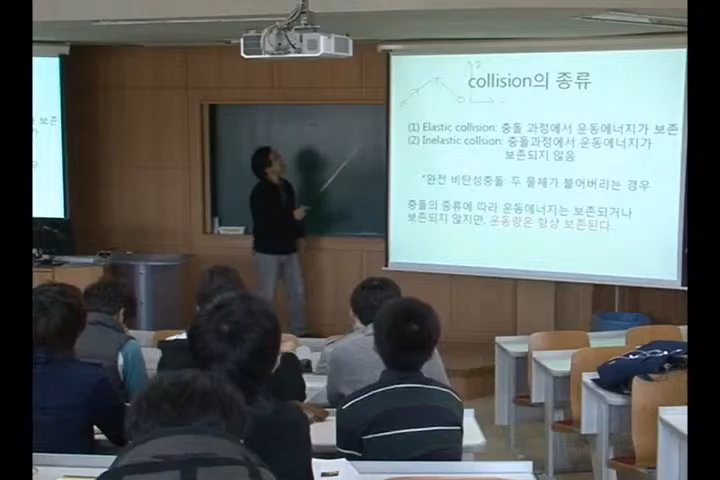 collision의 종류
(1) Elastic collision: 충돌 과정에서 운동에너지가 보존
(2) Inelastic collision: 충돌과정에서 운동에너지가
보존되지 않음
*완전 비탄성충돌 두 물체가 붙어버리는 경우
충돌의 종류에 따라 운동에너지는 보존되거나
보존되지 않지만, 운동량은 항상 보존된다.